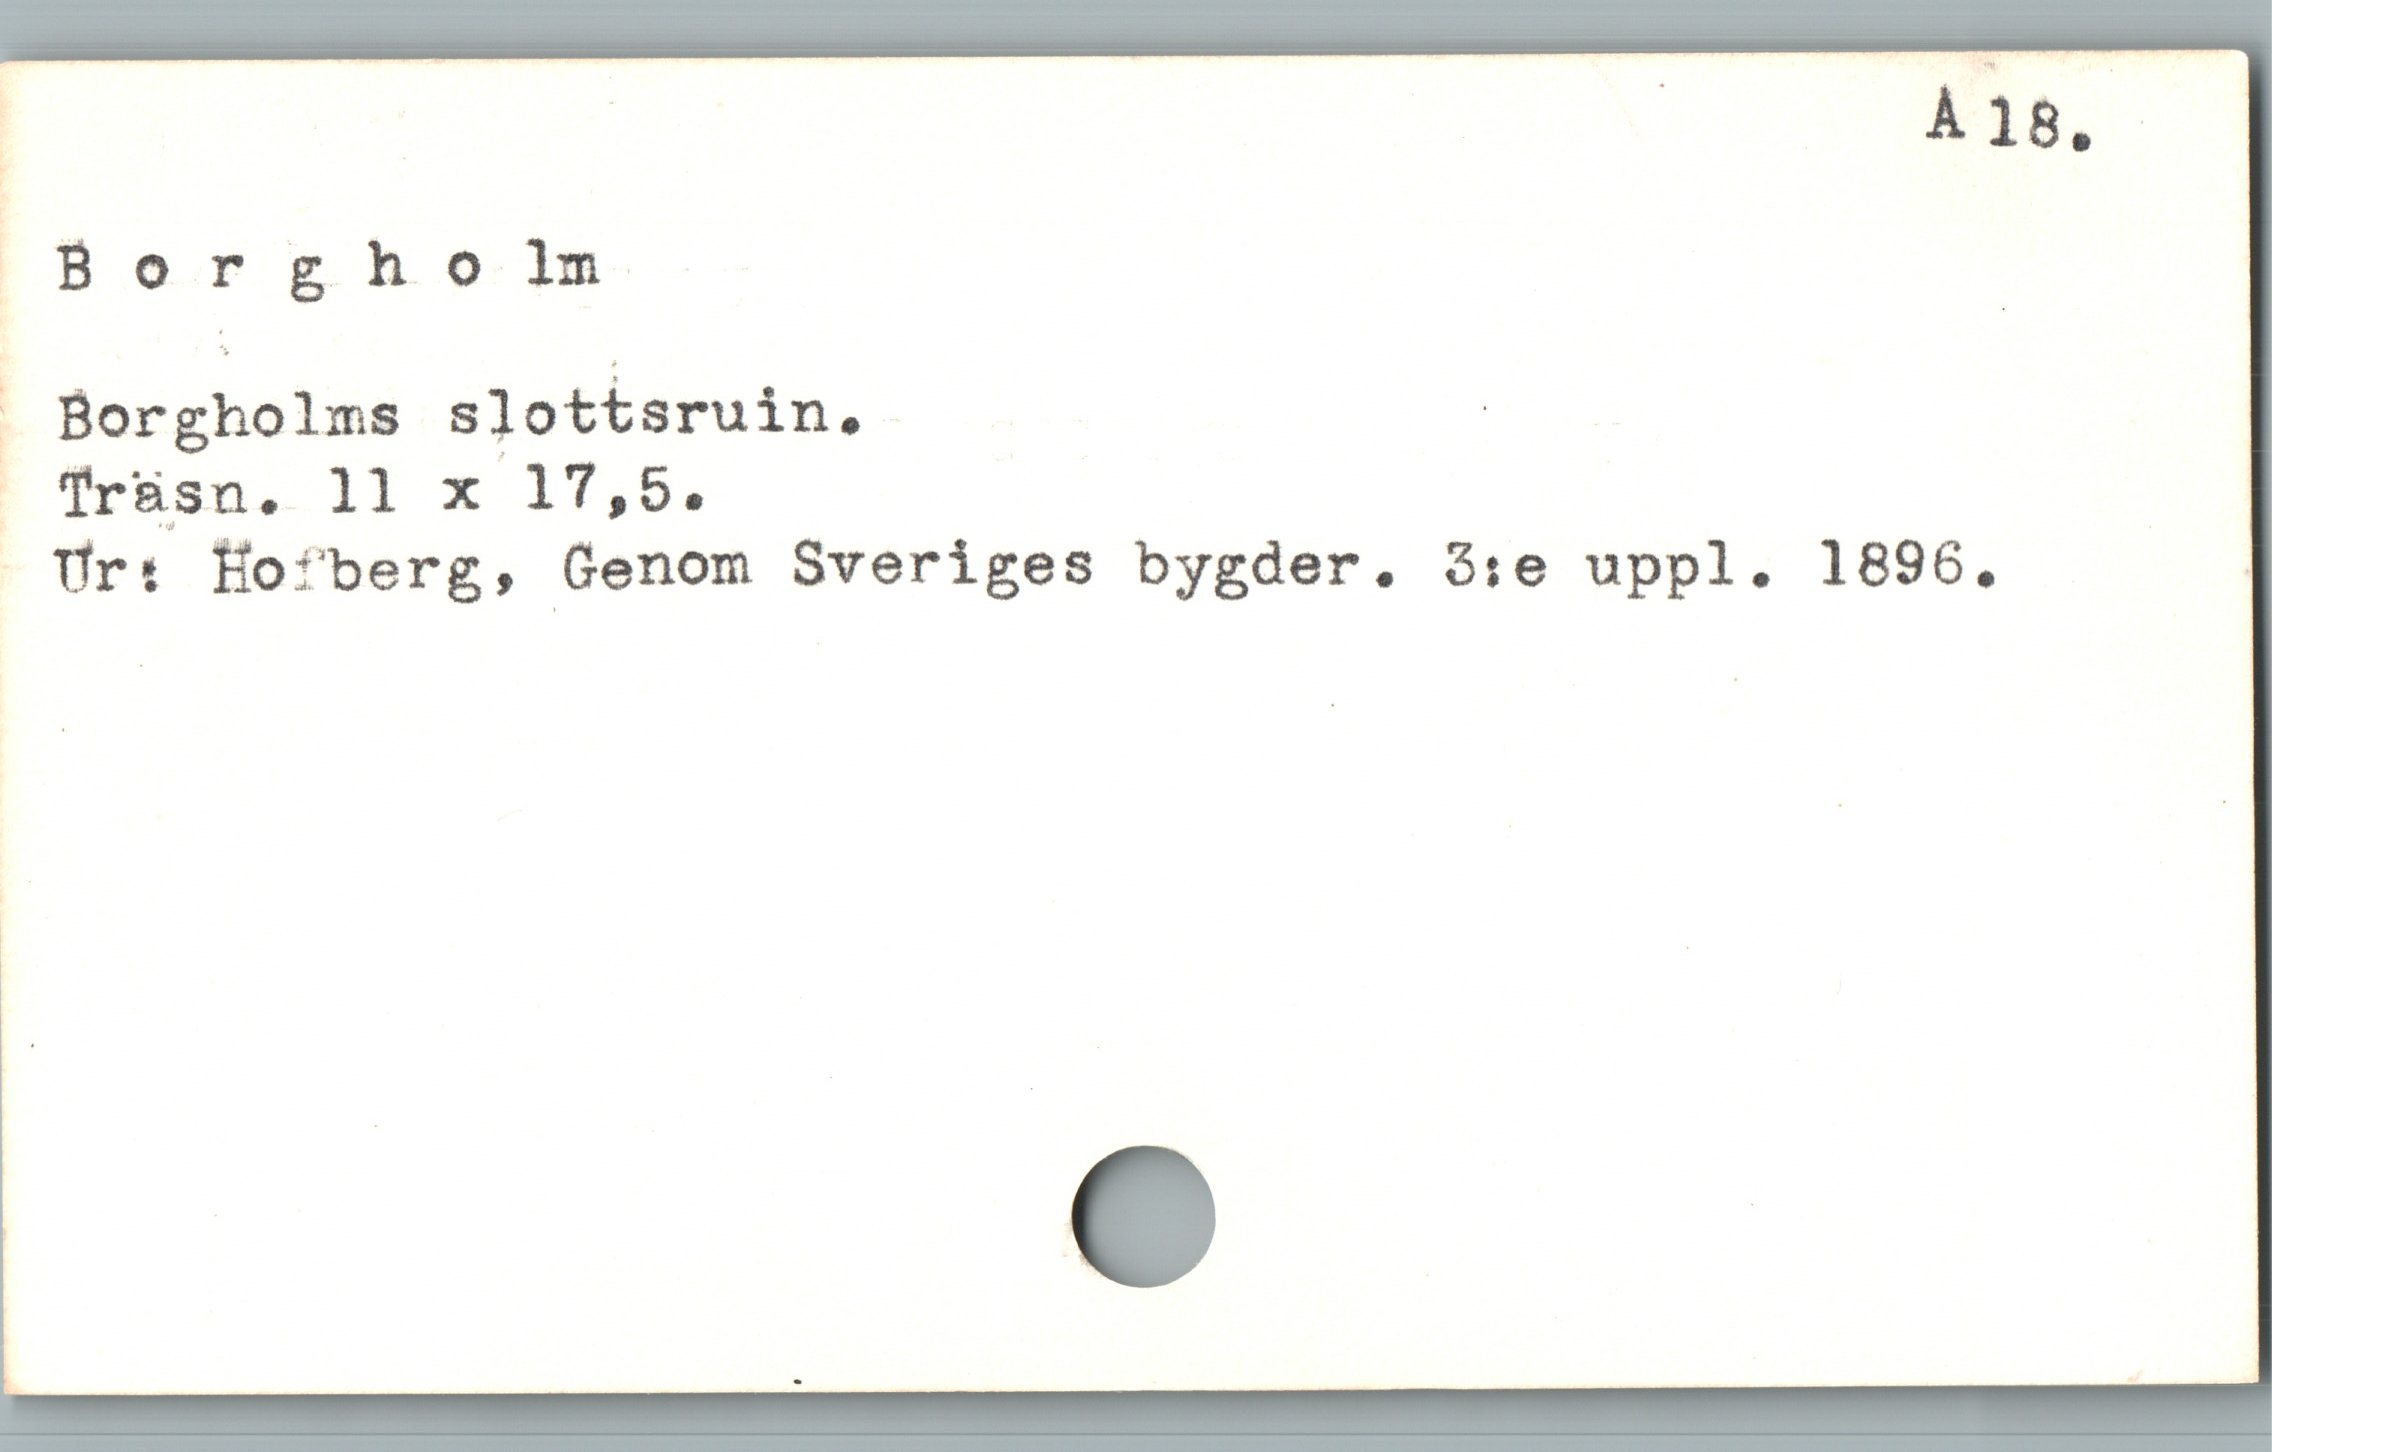 A 18.
B o r g h o lm
Borgholms slottsruin.
Träsn. 11 x 17,5.
Ur: Hofberg, Genom Sveriges bygder. 3:e uppl. 1896.